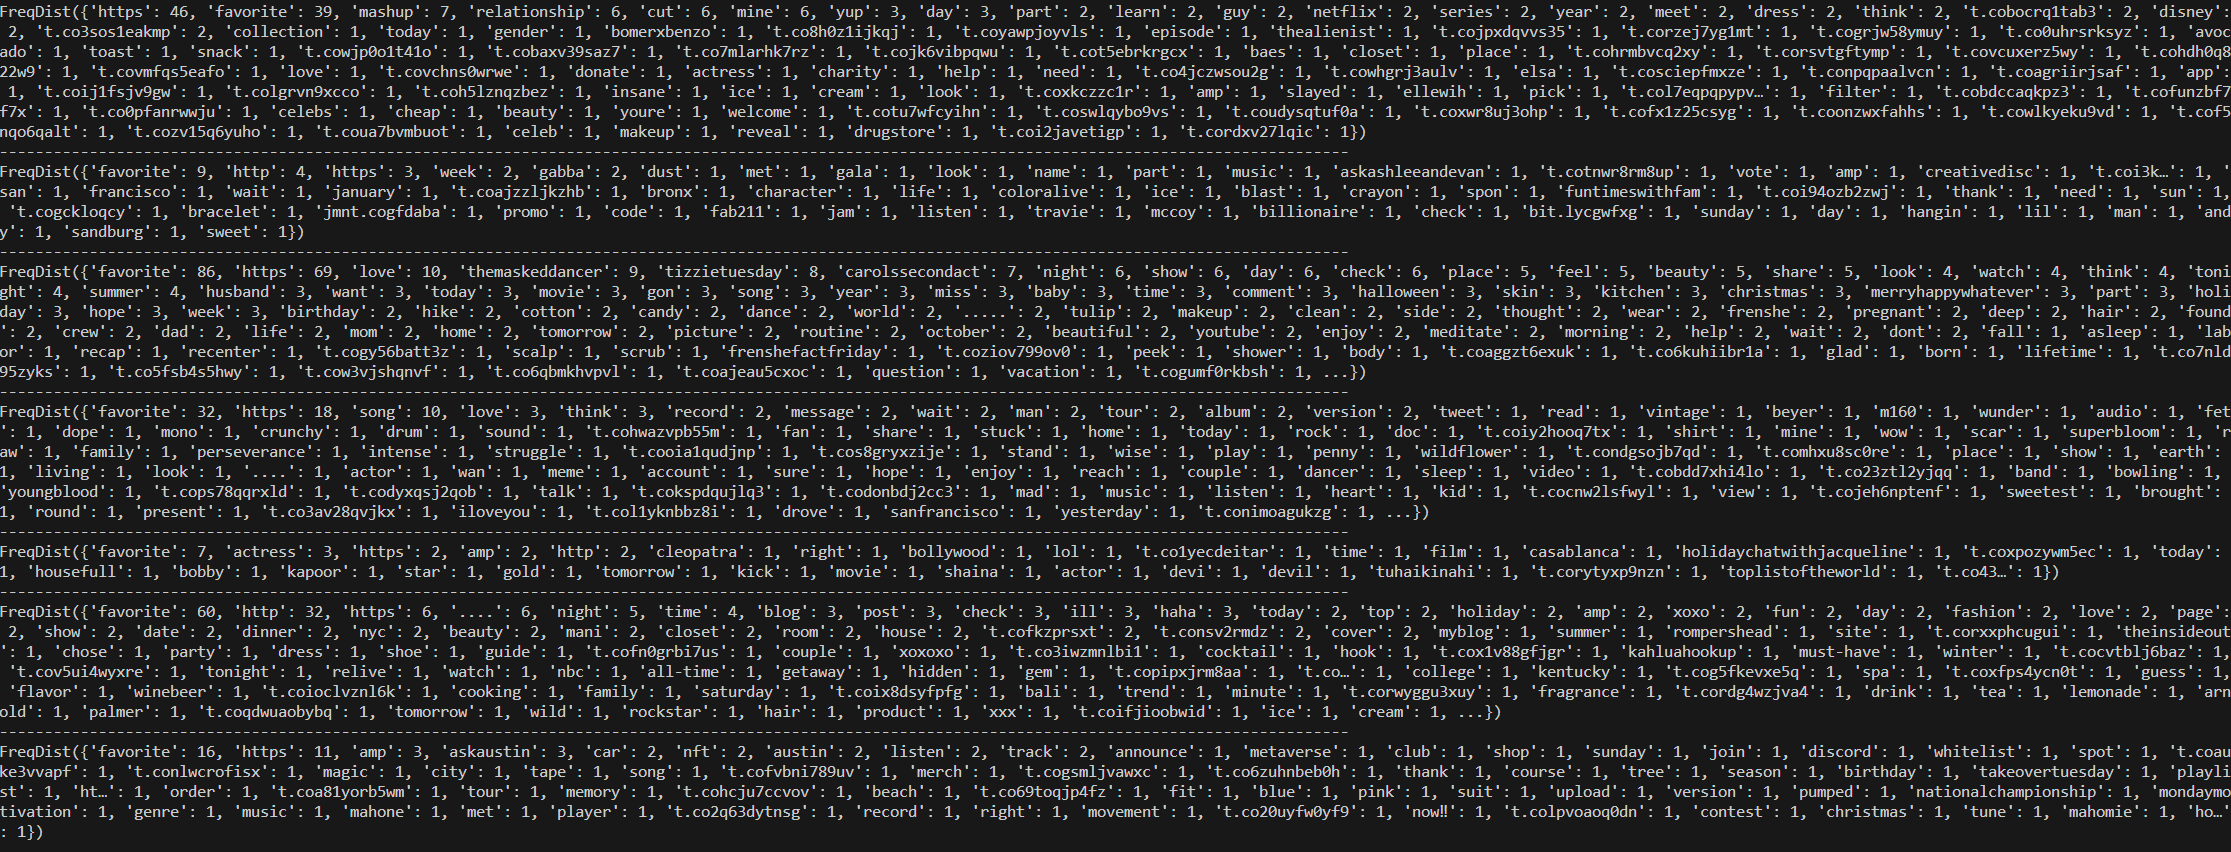 FreqDist({'https': 46, 'favorite': 39, 'mashup': 7, 'relationship': 6, 'cut': 6, 'mine': 6, 'yup': 3, 'day': 3, 'part': 2, 'learn': 2, 'guy': 2, 'netflix': 2, 'series': 2, 'year': 2, 'meet': 2, 'dress': 2, 'think': 2, 't.cobocrq1tab3': 2, 'disney':
2, 't.co3sos1eakmp': 2, 'collection': 1, 'today': 1, 'gender': 1, 'bomerxbenzo': 1, 't.co8h0z1ijkqj': 1, 't.coyawpjoyvls': 1, 'episode': 1, 'thealienist': 1, 't.cojpxdqvvs35': 1, 't.corzej7yg1mt': 1, 't.cogrjw58ymuy': 1, 't.co0uhrsrksyz': 1, 'avoc
ado': 1, 'toast': 1, 'snack': 1, 't.cowjp0o1t41o': 1, 't.cobaxv39saz7': 1, 't.co7mlarhk7rz': 1, 't.cojk6vibpqwu': 1, 't.cot5ebrkrgcx': 1, 'baes': 1, 'closet': 1, 'place': 1, 't.cohrmbvcq2xy': 1, 't.corsvtgftymp': 1, 't.covcuxerz5wy': 1, 't.cohdh0q8
22w9': 1, 't.covmfqs5eafo': 1, 'love': 1, 't.covchns0wrwe': 1, 'donate': 1, 'actress': 1, 'charity': 1, 'help': 1, 'need': 1, 't.co4jczwsou2g': 1, 't.cowhgrj3aulv': 1, 'elsa': 1, 't.cosciepfmxze': 1, 't.conpqpaalvcn': 1, 't.coagriirjsaf': 1, 'app':
1, 't.coij1fsjv9gw': 1, 't.colgrvn9xcco': 1, 't.coh5lznqzbez': 1, 'insane': 1, 'ice': 1, 'cream': 1, 'look': 1, 't.coxkczzc1r': 1, 'amp': 1, 'slayed': 1, 'ellewih': 1, 'pick': 1, 't.col7eqpqpypv…': 1, 'filter': 1, 't.cobdccaqkpz3': 1, 't.cofunzbf7
f7x': 1, 't.co0pfanrwwju': 1, 'celebs': 1, 'cheap': 1, 'beauty': 1, 'youre': 1, 'welcome': 1, 't.cotu7wfcyihn': 1, 't.coswlqybo9vs': 1, 't.coudysqtuf0a': 1, 't.coxwr8uj3ohp': 1, 't.cofx1z25csyg': 1, 't.coonzwxfahhs': 1, 't.cowlkyeku9vd': 1, 't.cof5
nqo6qalt': 1, 't.cozv15q6yuho': 1, 't.coua7bvmbuot': 1, 'celeb': 1, 'makeup': 1, 'reveal': 1, 'drugstore': 1, 't.coi2javetigp': 1, 't.cordxv27lqic': 1})
------------------------------------------------------------------------------------------------------------------------------------------------------
FreqDist({'favorite': 9, 'http': 4, 'https': 3, 'week': 2, 'gabba': 2, 'dust': 1, 'met': 1, 'gala': 1, 'look': 1, 'name': 1, 'part': 1, 'music': 1, 'askashleeandevan': 1, 't.cotnwr8rm8up': 1, 'vote': 1, 'amp': 1, 'creativedisc': 1, 't.coi3k…': 1, '
san': 1, 'francisco': 1, 'wait': 1, 'january': 1, 't.coajzzljkzhb': 1, 'bronx': 1, 'character': 1, 'life': 1, 'coloralive': 1, 'ice': 1, 'blast': 1, 'crayon': 1, 'spon': 1, 'funtimeswithfam': 1, 't.coi94ozb2zwj': 1, 'thank': 1, 'need': 1, 'sun': 1,
't.cogckloqcy': 1, 'bracelet': 1, 'jmnt.cogfdaba': 1, 'promo': 1, 'code': 1, 'fab211': 1, 'jam': 1, 'listen': 1, 'travie': 1, 'mccoy': 1, 'billionaire': 1, 'check': 1, 'bit.lycgwfxg': 1, 'sunday': 1, 'day': 1, 'hangin': 1, 'lil': 1, 'man': 1, 'and
y': 1, 'sandburg': 1, 'sweet': 1})
------------------------------------------------------------------------------------------------------------------------------------------------------
FreqDist({'favorite': 86, 'https': 69, 'love': 10, 'themaskeddancer': 9, 'tizzietuesday': 8, 'carolssecondact': 7, 'night': 6, 'show': 6, 'day': 6, 'check': 6, 'place': 5, 'feel': 5, 'beauty': 5, 'share': 5, 'look': 4, 'watch': 4, 'think': 4, 'toni
ght': 4, 'summer': 4, 'husband': 3, 'want': 3, 'today': 3, 'movie': 3, 'gon': 3, 'song': 3, 'year': 3, 'miss': 3, 'baby': 3, 'time': 3, 'comment': 3, 'halloween': 3, 'skin': 3, 'kitchen': 3, 'christmas': 3, 'merryhappywhatever': 3, 'part': 3, 'holi
day': 3, 'hope': 3, 'week': 3, 'birthday': 2, 'hike': 2, 'cotton': 2, 'candy': 2, 'dance': 2, 'world': 2, '.....': 2, 'tulip': 2, 'makeup': 2, 'clean': 2, 'side': 2, 'thought': 2, 'wear': 2, 'frenshe': 2, 'pregnant': 2, 'deep': 2, 'hair': 2, 'found
': 2, 'crew': 2, 'dad': 2, 'life': 2, 'mom': 2, 'home': 2, 'tomorrow': 2, 'picture': 2, 'routine': 2, 'october': 2, 'beautiful': 2, 'youtube': 2, 'enjoy': 2, 'meditate': 2, 'morning': 2, 'help': 2, 'wait': 2, 'dont': 2, 'fall': 1, 'asleep': 1, 'lab
or': 1, 'recap': 1, 'recenter': 1, 't.cogy56batt3z': 1, 'scalp': 1, 'scrub': 1, 'frenshefactfriday': 1, 't.coziov799ov0': 1, 'peek': 1, 'shower': 1, 'body': 1, 't.coaggzt6exuk': 1, 't.co6kuhiibr1a': 1, 'glad': 1, 'born': 1, 'lifetime': 1, 't.co7nld
95zyks': 1, 't.co5fsb4s5hwy': 1, 't.cow3vjshqnvf': 1, 't.co6qbmkhvpvl': 1, 't.coajeau5cxoc': 1, 'question': 1, 'vacation': 1, 't.cogumf0rkbsh': 1, ...})
------------------------------------------------------------------------------------------------------------------------------------------------------
FreqDist({'favorite': 32, 'https': 18, 'song': 10, 'love': 3, 'think': 3, 'record': 2, 'message': 2, 'wait': 2, 'man': 2, 'tour': 2, 'album': 2, 'version': 2, 'tweet': 1, 'read': 1, 'vintage': 1, 'beyer': 1, 'm160': 1, 'wunder': 1, 'audio': 1, 'fet
': 1, 'dope': 1, 'mono': 1, 'crunchy': 1, 'drum': 1, 'sound': 1, 't.cohwazvpb55m': 1, 'fan': 1, 'share': 1, 'stuck': 1, 'home': 1, 'today': 1, 'rock': 1, 'doc': 1, 't.coiy2hooq7tx': 1, 'shirt': 1, 'mine': 1, 'wow': 1, 'scar': 1, 'superbloom': 1, 'r
aw': 1, 'family': 1, 'perseverance': 1, 'intense': 1, 'struggle': 1, 't.cooia1qudjnp': 1, 't.cos8gryxzije': 1, 'stand': 1, 'wise': 1, 'play': 1, 'penny': 1, 'wildflower': 1, 't.condgsojb7qd': 1, 't.comhxu8sc0re': 1, 'place': 1, 'show': 1, 'earth':
1, 'living': 1, 'look': 1, '....': 1, 'actor': 1, 'wan': 1, 'meme': 1, 'account': 1, 'sure': 1, 'hope': 1, 'enjoy': 1, 'reach': 1, 'couple': 1, 'dancer': 1, 'sleep': 1, 'video': 1, 't.cobdd7xhi4lo': 1, 't.co23ztl2yjqq': 1, 'band': 1, 'bowling': 1,
'youngblood': 1, 't.cops78qqrxld': 1, 't.codyxqsj2qob': 1, 'talk': 1, 't.cokspdqujlq3': 1, 't.codonbdj2cc3': 1, 'mad': 1, 'music': 1, 'listen': 1, 'heart': 1, 'kid': 1, 't.cocnw2lsfwyl': 1, 'view': 1, 't.cojeh6nptenf': 1, 'sweetest': 1, 'brought':
1, 'round': 1, 'present': 1, 't.co3av28qvjkx': 1, 'iloveyou': 1, 't.col1yknbbz8i': 1, 'drove': 1, 'sanfrancisco': 1, 'yesterday': 1, 't.conimoagukzg': 1, ...})
------------------------------------------------------------------------------------------------------------------------------------------------------
FreqDist({'favorite': 7, 'actress': 3, 'https': 2, 'amp': 2, 'http': 2, 'cleopatra': 1, 'right': 1, 'bollywood': 1, 'lol': 1, 't.co1yecdeitar': 1, 'time': 1, 'film': 1, 'casablanca': 1, 'holidaychatwithjacqueline': 1, 't.coxpozywm5ec': 1, 'today':
1, 'housefull': 1, 'bobby': 1, 'kapoor': 1, 'star': 1, 'gold': 1, 'tomorrow': 1, 'kick': 1, 'movie': 1, 'shaina': 1, 'actor': 1, 'devi': 1, 'devil': 1, 'tuhaikinahi': 1, 't.corytyxp9nzn': 1, 'toplistoftheworld': 1, 't.co43…': 1})
------------------------------------------------------------------------------------------------------------------------------------------------------
FreqDist({'favorite': 60, 'http': 32, 'https': 6, '....': 6, 'night': 5, 'time': 4, 'blog': 3, 'post': 3, 'check': 3, 'ill': 3, 'haha': 3, 'today': 2, 'top': 2, 'holiday': 2, 'amp': 2, 'xoxo': 2, 'fun': 2, 'day': 2, 'fashion': 2, 'love': 2, 'page':
2, 'show': 2, 'date': 2, 'dinner': 2, 'nyc': 2, 'beauty': 2, 'mani': 2, 'closet': 2, 'room': 2, 'house': 2, 't.cofkzprsxt': 2, 't.consv2rmdz': 2, 'cover': 2, 'myblog': 1, 'summer': 1, 'rompershead': 1, 'site': 1, 't.corxxphcugui': 1, 'theinsideout
': 1, 'chose': 1, 'party': 1, 'dress': 1, 'shoe': 1, 'guide': 1, 't.cofn0grbi7us': 1, 'couple': 1, 'xoxoxo': 1, 't.co3iwzmnlbi1': 1, 'cocktail': 1, 'hook': 1, 't.cox1v88gfjgr': 1, 'kahluahookup': 1, 'must-have': 1, 'winter': 1, 't.cocvtblj6baz': 1,
't.cov5ui4wyxre': 1, 'tonight': 1, 'relive': 1, 'watch': 1, 'nbc': 1, 'all-time': 1, 'getaway': 1, 'hidden': 1, 'gem': 1, 't.copipxjrm8aa': 1, 't.co…': 1, 'college': 1, 'kentucky': 1, 't.cog5fkevxe5q': 1, 'spa': 1, 't.coxfps4ycn0t': 1, 'guess': 1,
'flavor': 1, 'winebeer': 1, 't.coioclvznl6k': 1, 'cooking': 1, 'family': 1, 'saturday': 1, 't.coix8dsyfpfg': 1, 'bali': 1, 'trend': 1, 'minute': 1, 't.corwyggu3xuy': 1, 'fragrance': 1, 't.cordg4wzjva4': 1, 'drink': 1, 'tea': 1, 'lemonade': 1, 'arn
old': 1, 'palmer': 1, 't.coqdwuaobybq': 1, 'tomorrow': 1, 'wild': 1, 'rockstar': 1, 'hair': 1, 'product': 1, 'xxx': 1, 't.coifjioobwid': 1, 'ice': 1, 'cream': 1, ...})
------------------------------------------------------------------------------------------------------------------------------------------------------
FreqDist({'favorite': 16, 'https': 11, 'amp': 3, 'askaustin': 3, 'car': 2, 'nft': 2, 'austin': 2, 'listen': 2, 'track': 2, 'announce': 1, 'metaverse': 1, 'club': 1, 'shop': 1, 'sunday': 1, 'join': 1, 'discord': 1, 'whitelist': 1, 'spot': 1, 't.coau
ke3vvapf': 1, 't.conlwcrofisx': 1, 'magic': 1, 'city': 1, 'tape': 1, 'song': 1, 't.cofvbni789uv': 1, 'merch': 1, 't.cogsmljvawxc': 1, 't.co6zuhnbeb0h': 1, 'thank': 1, 'course': 1, 'tree': 1, 'season': 1, 'birthday': 1, 'takeovertuesday': 1, 'playli
st': 1, 'ht…': 1, 'order': 1, 't.coa81yorb5wm': 1, 'tour': 1, 'memory': 1, 't.cohcju7ccvov': 1, 'beach': 1, 't.co69toqjp4fz': 1, 'fit': 1, 'blue': 1, 'pink': 1, 'suit': 1, 'upload': 1, 'version': 1, 'pumped': 1, 'nationalchampionship': 1, 'mondaymo
tivation': 1, 'genre': 1, 'music': 1, 'mahone': 1, 'met': 1, 'player': 1, 't.co2q63dytnsg': 1, 'record': 1, 'right': 1, 'movement': 1, 't.co20uyfw0yf9': 1, 'now‼': 1, 't.colpvoaoq0dn': 1, 'contest': 1, 'christmas': 1, 'tune': 1, 'mahomie': 1, 'ho…'
: 1})